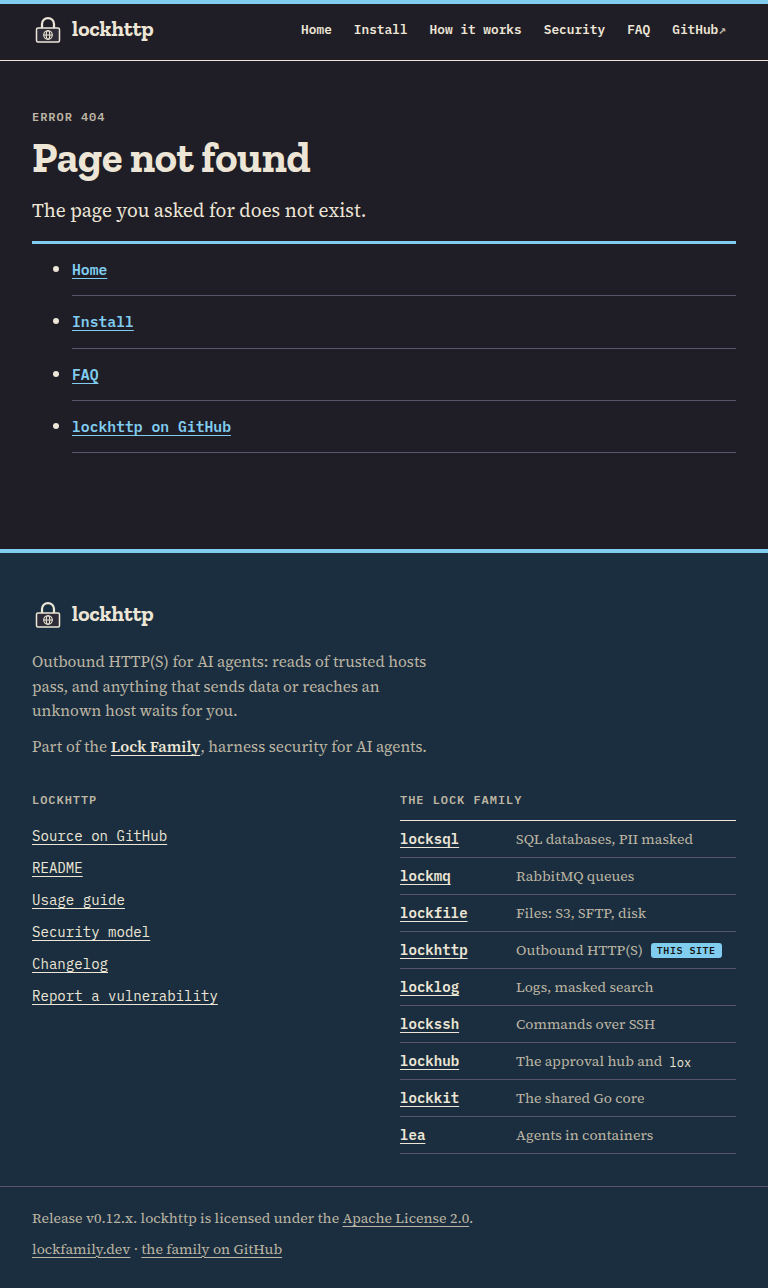 lockhttp
Home Install How it works Security FAQ GitHub↗
ERROR 404
Page not found
The page you asked for does not exist.
• Home
• Install
• FAQ
• lockhttp on GitHub
lockhttp
Outbound HTTP(S) for AI agents: reads of trusted hosts
pass, and anything that sends data or reaches an
unknown host waits for you.
Part of the Lock Family, harness security for AI agents.
LOCKHTTP
Source on GitHub
README
Usage guide
Security model
Changelog
Report a vulnerability
THE LOCK FAMILY
locksql SQL databases, PII masked
lockmq RabbitMQ queues
lockfile Files: S3, SFTP, disk
lockhttp Outbound HTTP(S) THIS SITE
locklog Logs, masked search
lockssh Commands over SSH
lockhub The approval hub and lox
lockkit The shared Go core
lea Agents in containers
Release v0.12.x. lockhttp is licensed under the Apache License 2.0.
lockfamily.dev · the family on GitHub